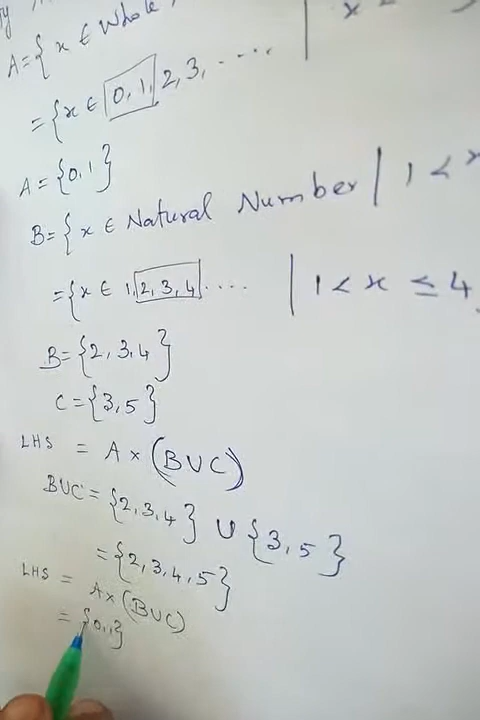 A = { x ∈ Whole
= { x ∈ 0, 1, 2, 3, ....
A = {0, 1}
B = { x ∈ Natural Number | 1 < x
= { x ∈ 1, 2, 3, 4, .... | 1 < x ≤ 4
B = {2, 3, 4}
C = {3, 5}
LHS = A × (B ∪ C)
B ∪ C = {2, 3, 4} ∪ {3, 5}
= {2, 3, 4, 5}
LHS = A × (B ∪ C)
= {0, 1}